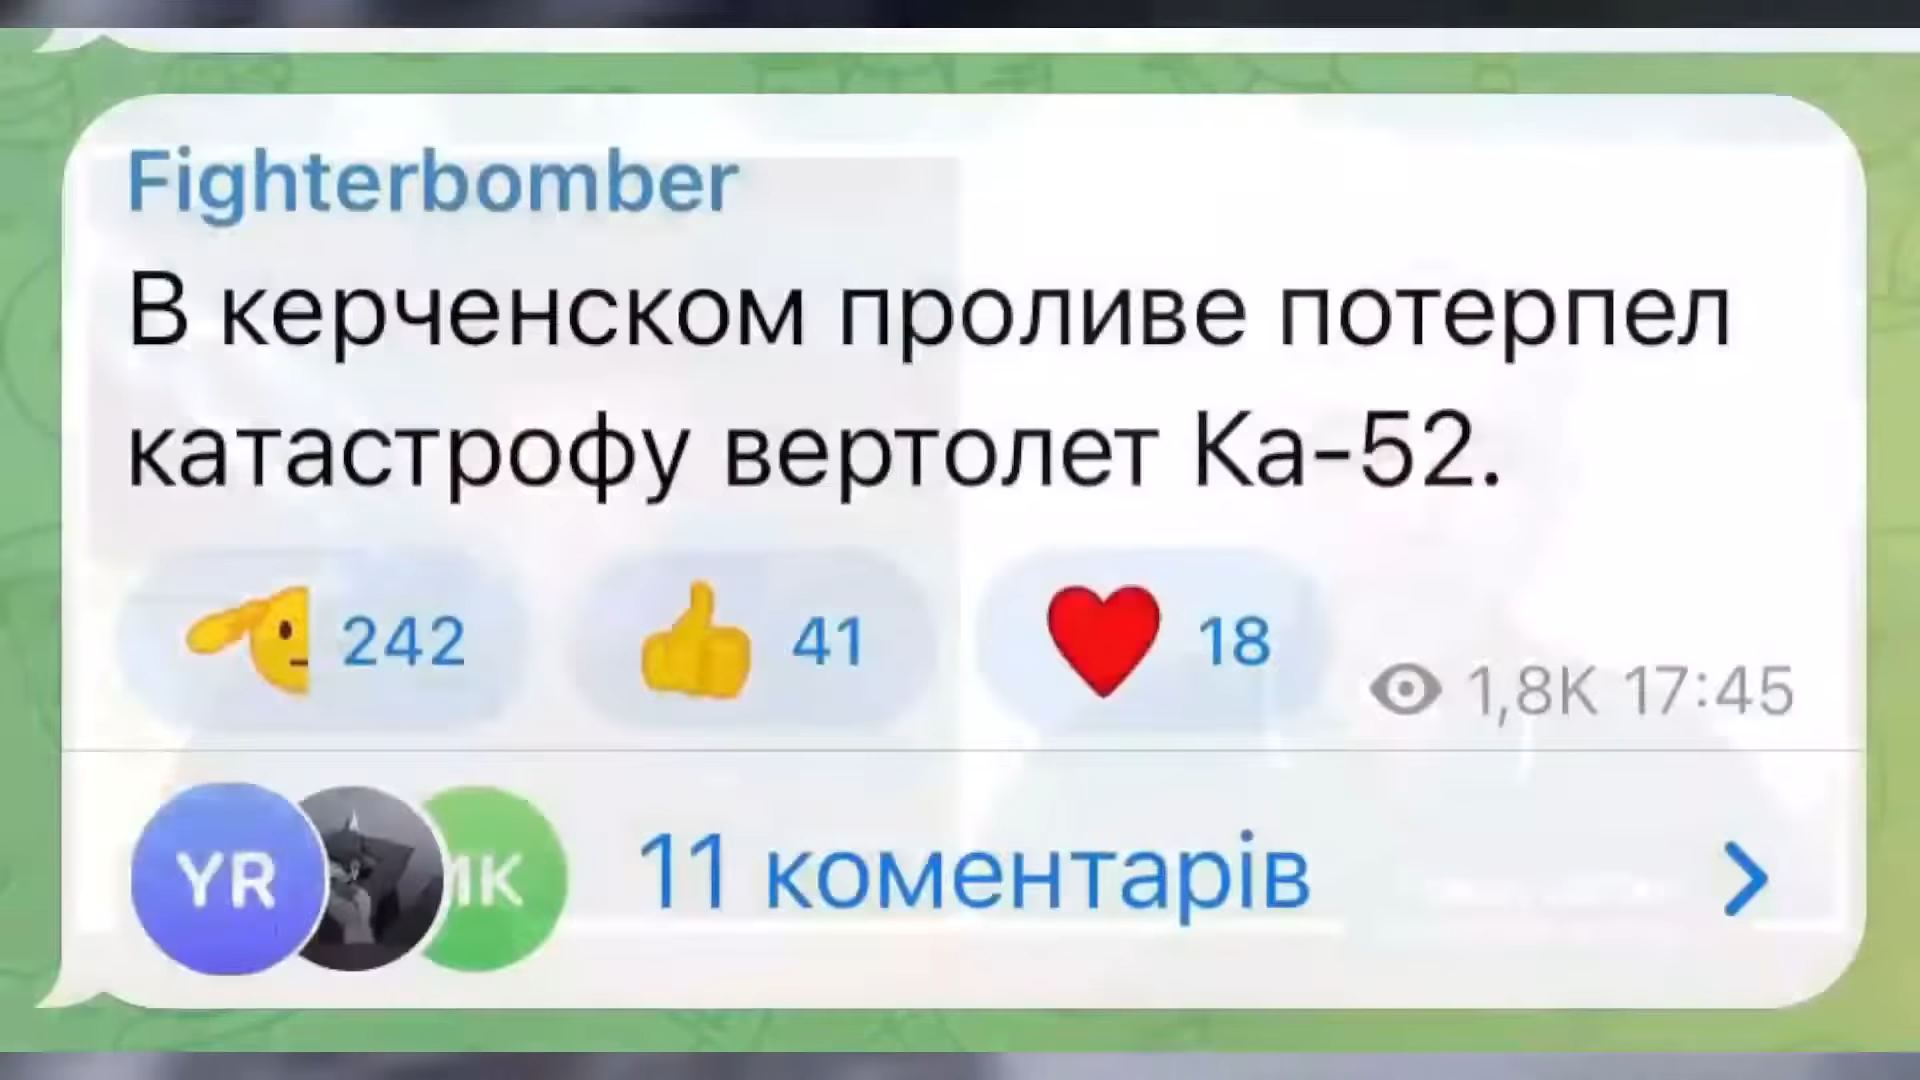 Fighterbomber
В керченском проливе потерпел
катастрофу вертолет Ка-52.
242 41 18 1,8K 17:45
YR 11 коментарів